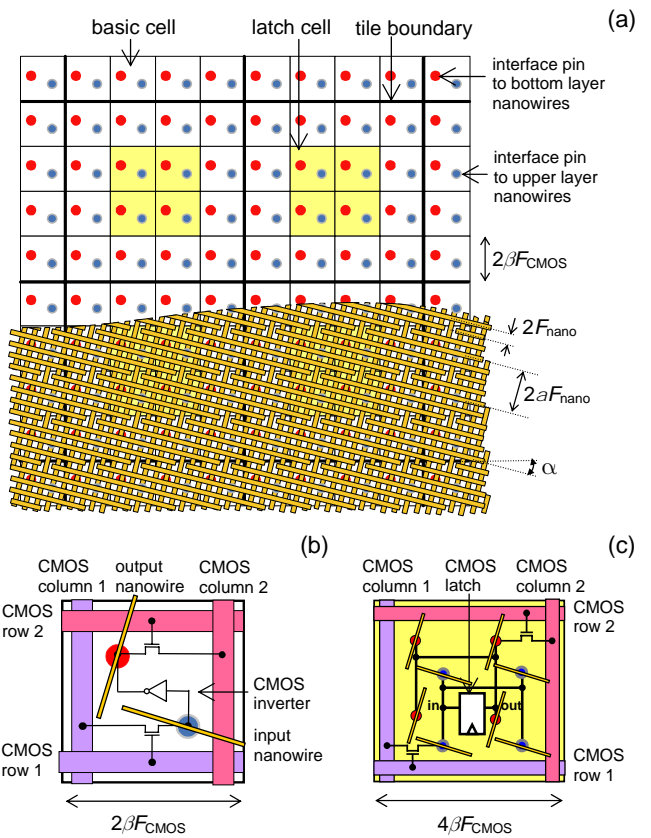 (a)
basic cell
latch cell
tile boundary
interface pin
to bottom layer
nanowires
interface pin
to upper layer
nanowires
2βFCMOS
2Fnano
2aFnano
α
(b)
CMOS
column 1
output
nanowire
CMOS
column 2
CMOS
row 2
CMOS
inverter
input
nanowire
CMOS
row 1
2βFCMOS
(c)
CMOS
column 1
CMOS
latch
CMOS
column 2
CMOS
row 2
in
out
CMOS
row 1
4βFCMOS